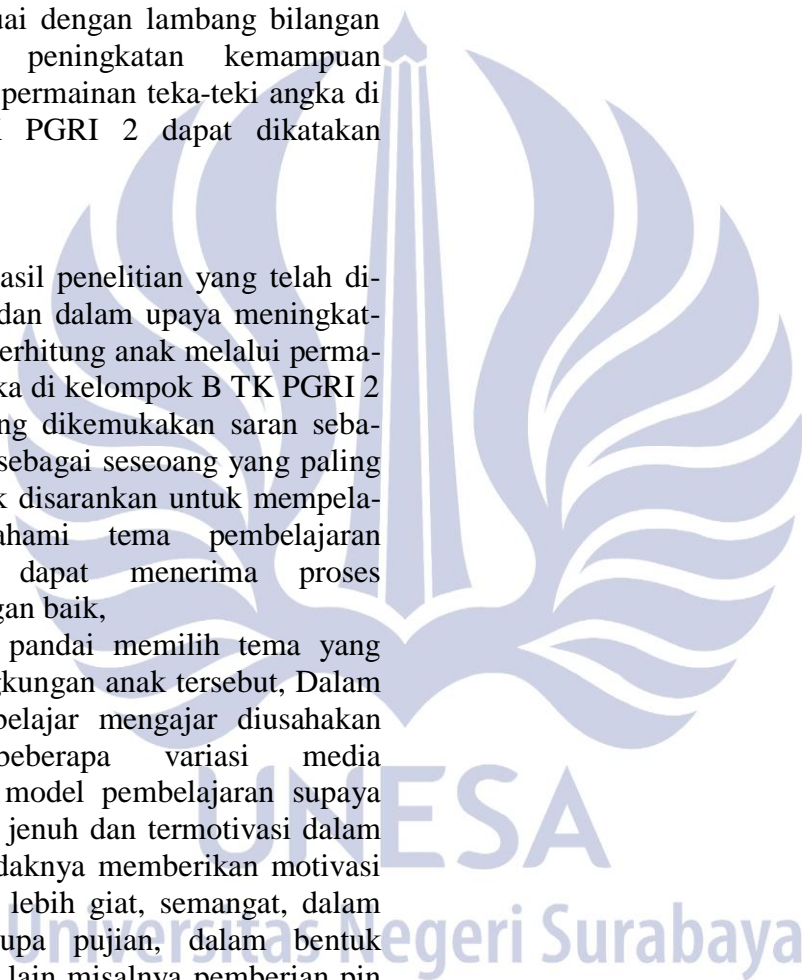 uai dengan lambang bilangan
peningkatan kemampuan
permainan teka-teki angka di
PGRI 2 dapat dikatakan
asil penelitian yang telah di-
dan dalam upaya meningkat-
erhitung anak melalui perma-
ka di kelompok B TK PGRI 2
ng dikemukakan saran seba-
sebagai seseoang yang paling
k disarankan untuk mempela-
ahami tema pembelajaran
dapat menerima proses
gan baik,
pandai memilih tema yang
gkungan anak tersebut, Dalam
belajar mengajar diusahakan
beberapa variasi media
model pembelajaran supaya
jenuh dan termotivasi dalam
daknya memberikan motivasi
lebih giat, semangat, dalam
upa pujian, dalam bentuk
lain misalnya pemberian pin
UNESA
Universitas Negeri Surabaya